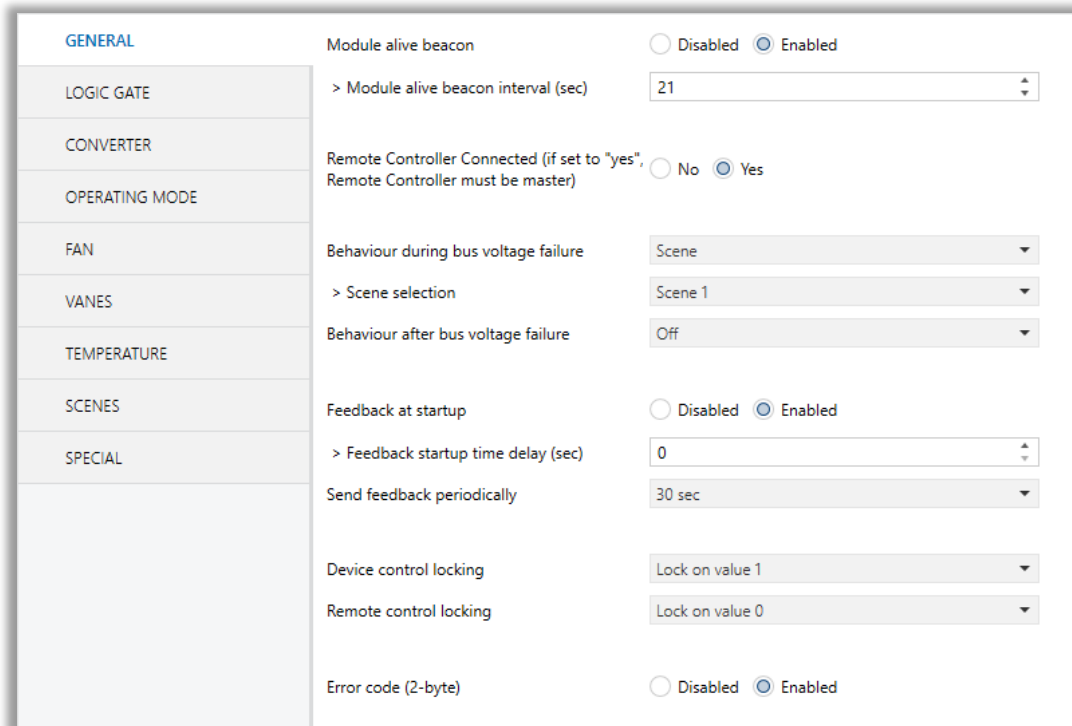 GENERAL
LOGIC GATE
CONVERTER
OPERATING MODE
FAN
VANES
TEMPERATURE
SCENES
SPECIAL
Module alive beacon Disabled Enabled
> Module alive beacon interval (sec) 21
Remote Controller Connected (if set to "yes",
Remote Controller must be master) No Yes
Behaviour during bus voltage failure Scene
> Scene selection Scene 1
Behaviour after bus voltage failure Off
Feedback at startup Disabled Enabled
> Feedback startup time delay (sec) 0
Send feedback periodically 30 sec
Device control locking Lock on value 1
Remote control locking Lock on value 0
Error code (2-byte) Disabled Enabled